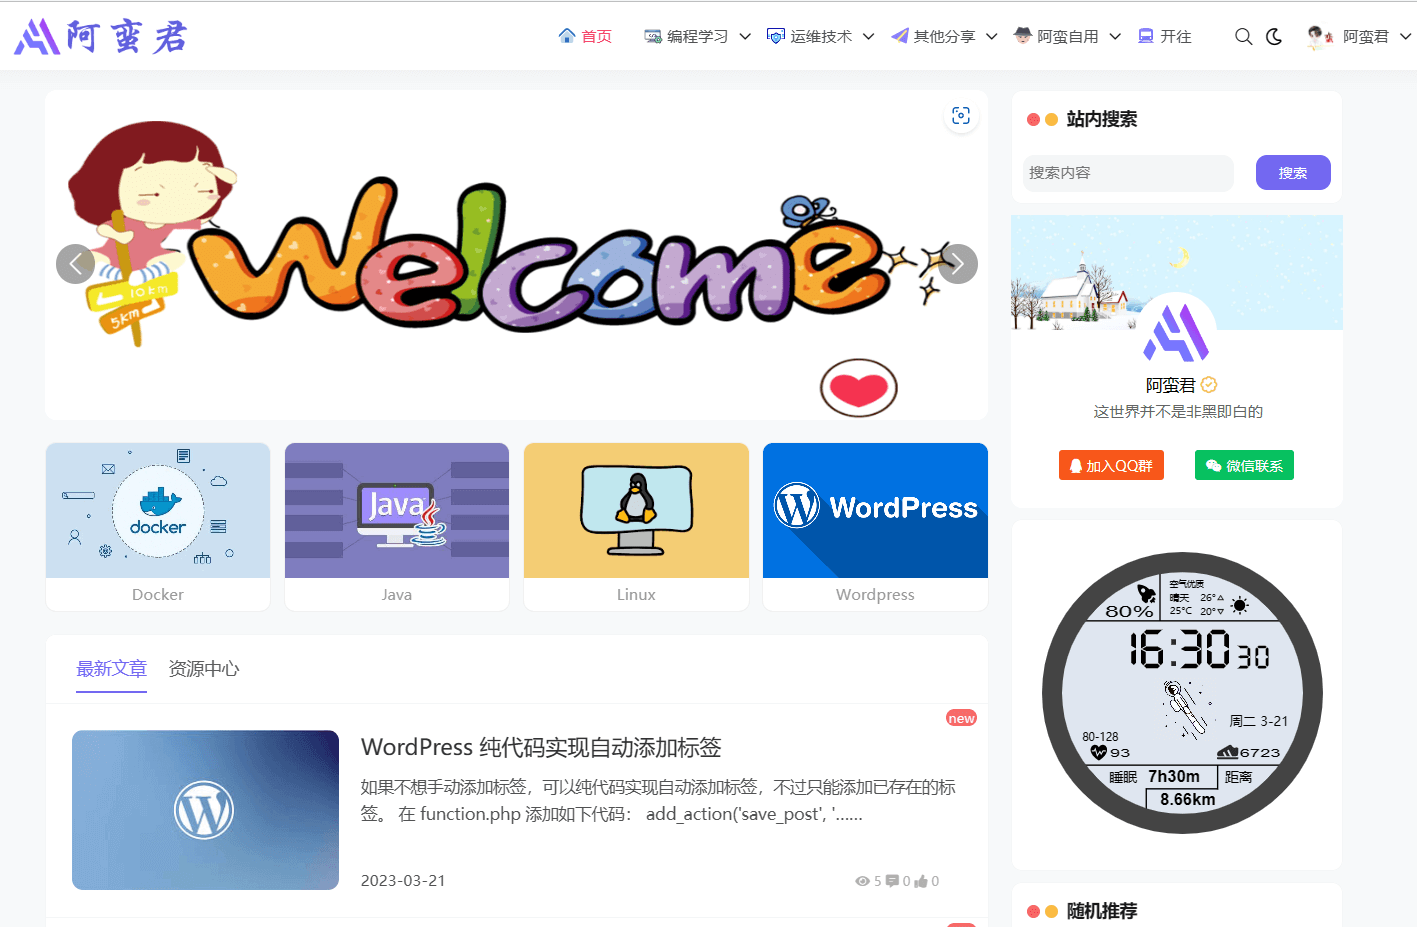 阿蛮君
首页 编程学习 运维技术 其他分享 阿蛮自用 开往 阿蛮君
Welcome
10km
5km
站内搜索
搜索内容 搜索
阿蛮君
这世界并不是非黑即白的
加入QQ群 微信联系
docker
Java
WordPress
Docker Java Linux Wordpress
空气优质
晴天 26°
80% 25°C 20°
16:30 30
周二 3-21
80-128
93 6723
睡眠 7h30m 距离
8.66km
最新文章 资源中心
new
WordPress 纯代码实现自动添加标签
如果不想手动添加标签，可以纯代码实现自动添加标签，不过只能添加已存在的标
签。 在 function.php 添加如下代码： add_action('save_post', '......
2023-03-21 5 0 0
随机推荐